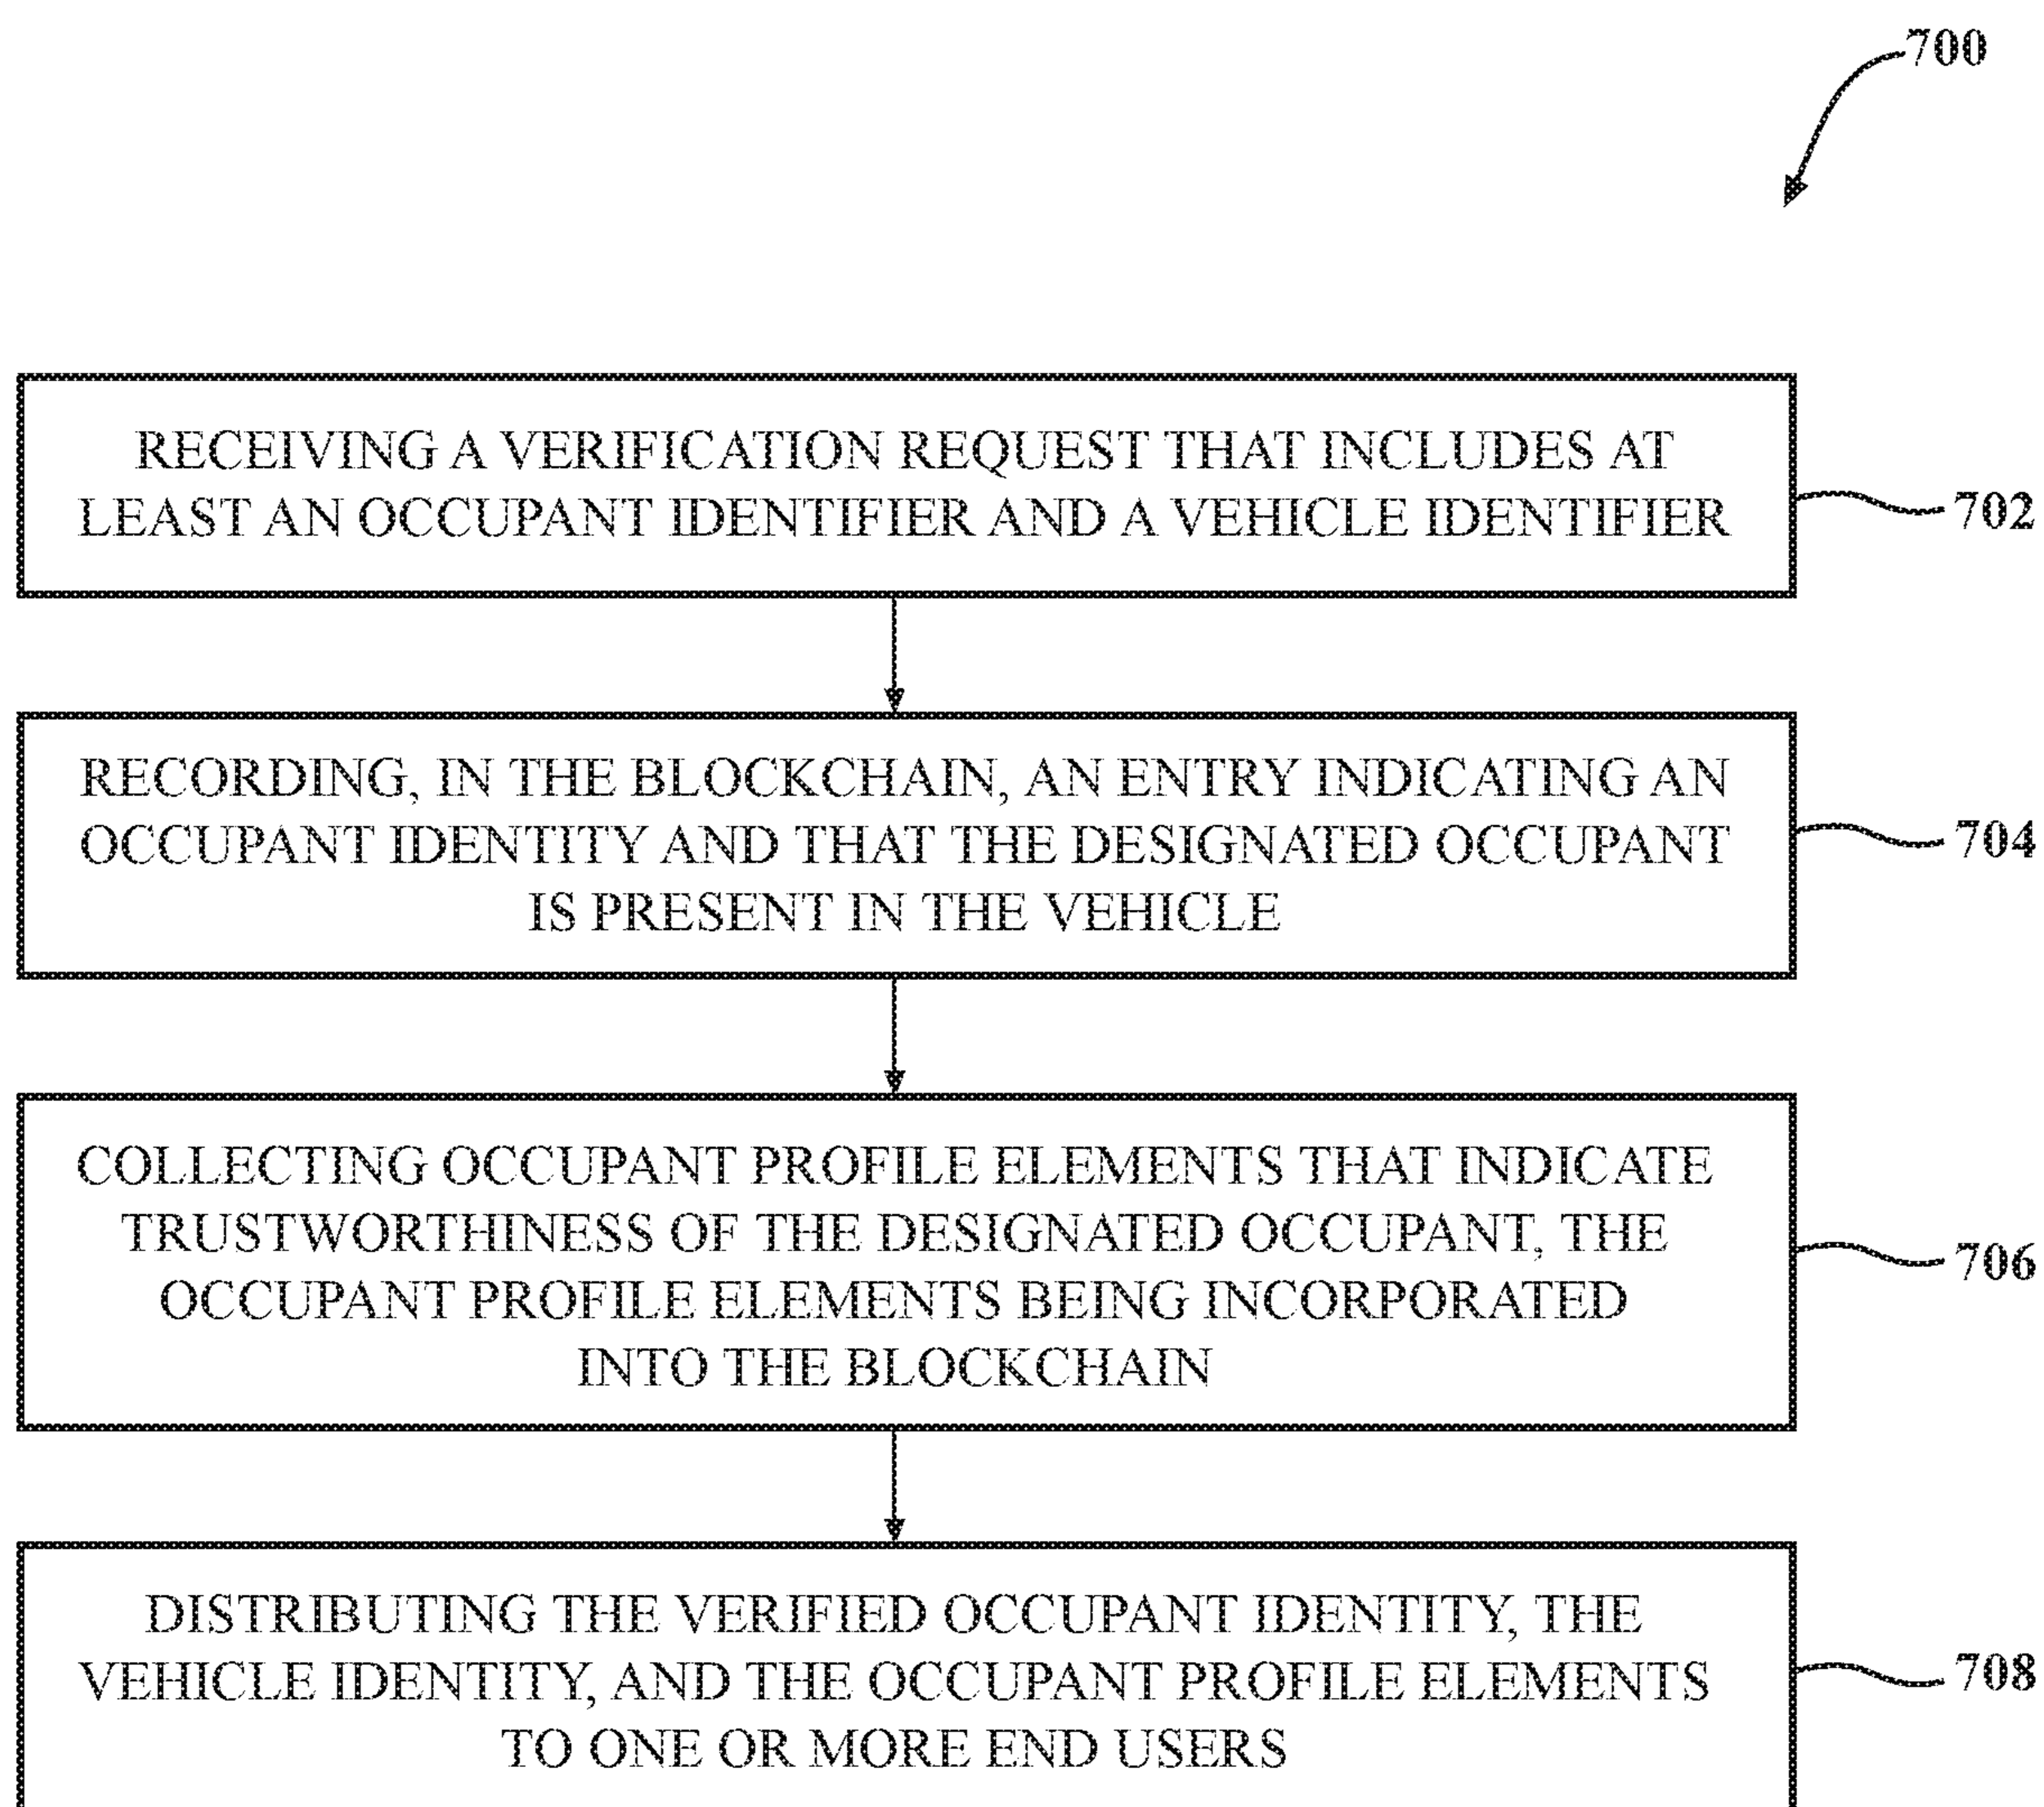 700
RECEIVING A VERIFICATION REQUEST THAT INCLUDES AT
LEAST AN OCCUPANT IDENTIFIER AND A VEHICLE IDENTIFIER
702
RECORDING, IN THE BLOCKCHAIN, AN ENTRY INDICATING AN
OCCUPANT IDENTITY AND THAT THE DESIGNATED OCCUPANT
IS PRESENT IN THE VEHICLE
704
COLLECTING OCCUPANT PROFILE ELEMENTS THAT INDICATE
TRUSTWORTHINESS OF THE DESIGNATED OCCUPANT, THE
OCCUPANT PROFILE ELEMENTS BEING INCORPORATED
INTO THE BLOCKCHAIN
706
DISTRIBUTING THE VERIFIED OCCUPANT IDENTITY, THE
VEHICLE IDENTITY, AND THE OCCUPANT PROFILE ELEMENTS
TO ONE OR MORE END USERS
708